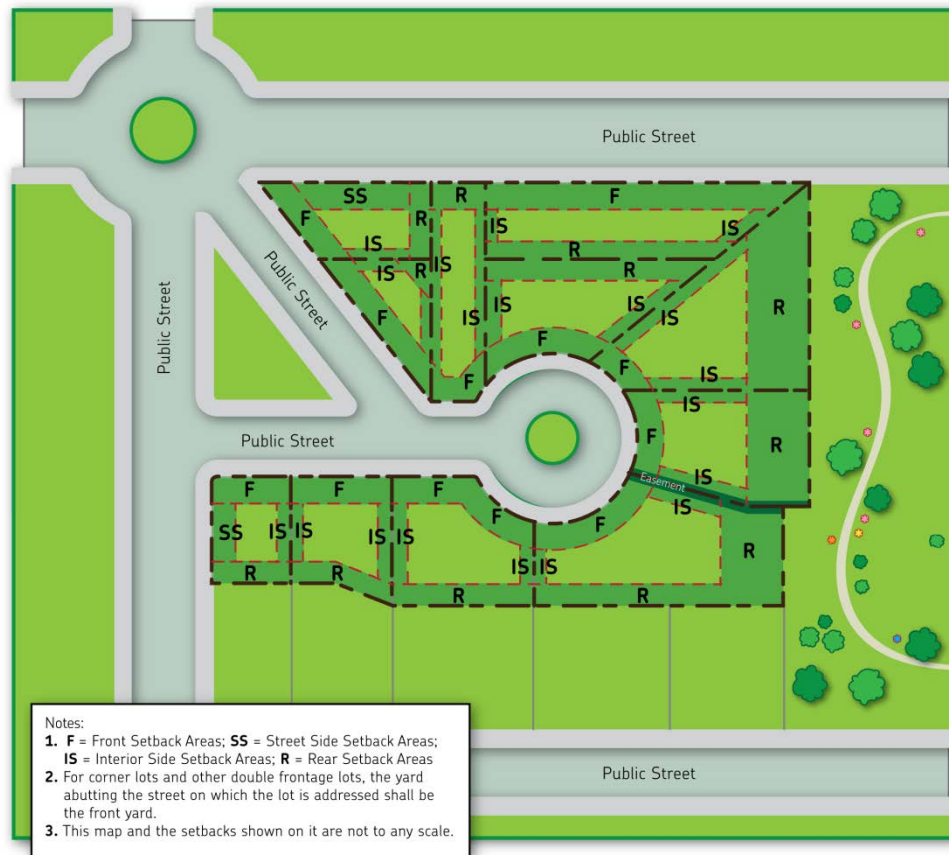 Public Street
SS R F
F R
IS IS
IS R
IS IS R
R
F IS IS IS IS R
Public Street
Public Street
F F F IS
IS
Public Street
F R
IS
Easement
F F F IS
F F
SS IS IS IS IS R
IS IS
R R R R
Notes:
1. F = Front Setback Areas; SS = Street Side Setback Areas;
IS = Interior Side Setback Areas; R = Rear Setback Areas
2. For corner lots and other double frontage lots, the yard
abutting the street on which the lot is addressed shall be
the front yard.
3. This map and the setbacks shown on it are not to any scale.
Public Street